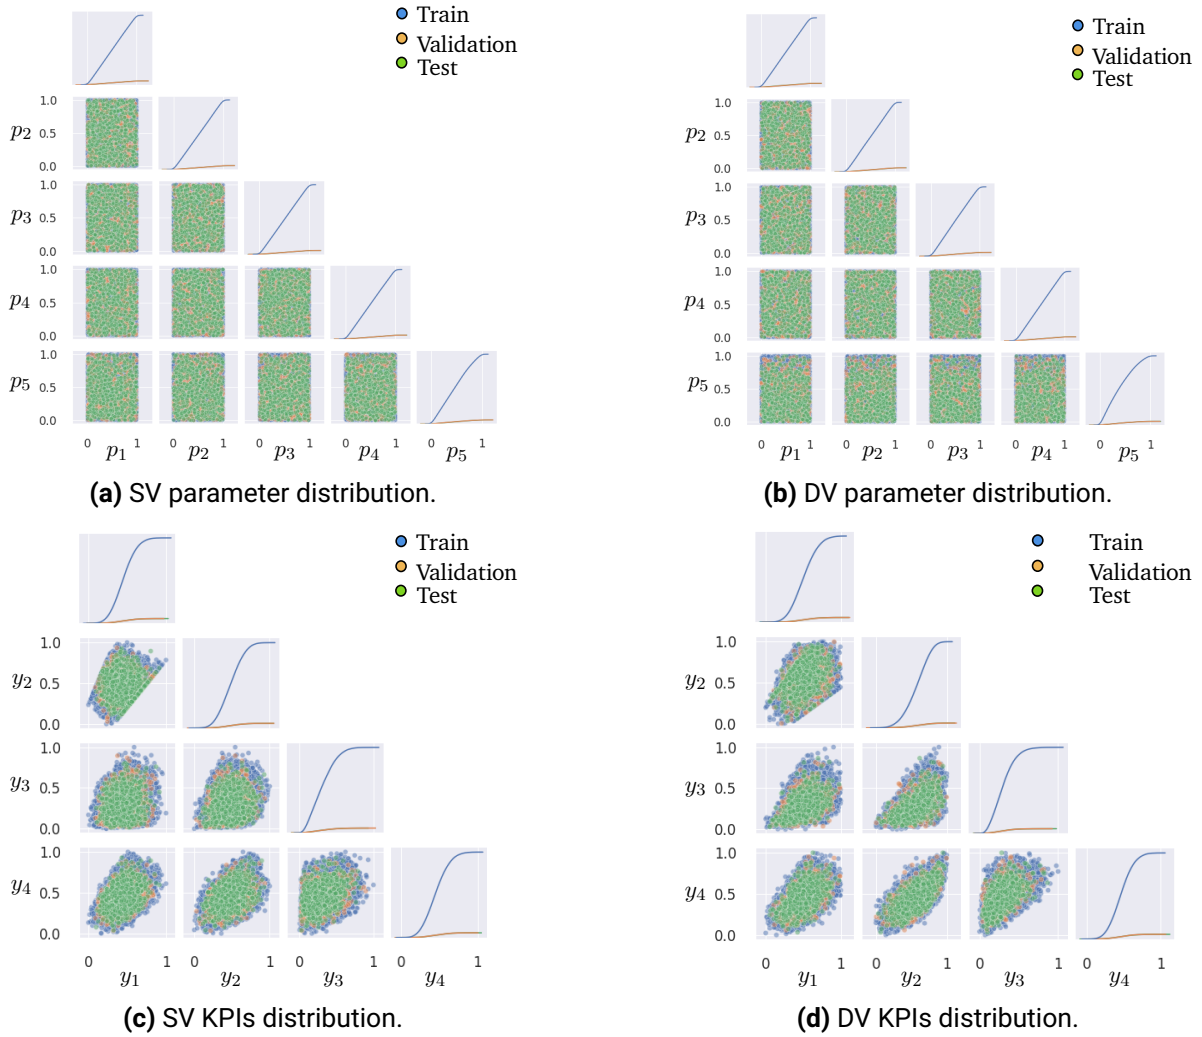 Train
Validation
Test
1.0
p2
0.5
0.0
1.0
p3
0.5
0.0
1.0
p4
0.5
0.0
1.0
p5
0.5
0.0
0 1 0 1 0 1 0 1 0 1
p1 p2 p3 p4 p5
(a) SV parameter distribution.
Train
Validation
Test
1.0
p2
0.5
0.0
1.0
p3
0.5
0.0
1.0
p4
0.5
0.0
1.0
p5
0.5
0.0
0 1 0 1 0 1 0 1 0 1
p1 p2 p3 p4 p5
(b) DV parameter distribution.
Train
Validation
Test
1.0
y2
0.5
0.0
1.0
y3
0.5
0.0
1.0
y4
0.5
0.0
0 1 0 1 0 1 0 1
y1 y2 y3 y4
(c) SV KPIs distribution.
Train
Validation
Test
1.0
y2
0.5
0.0
1.0
y3
0.5
0.0
1.0
y4
0.5
0.0
0 1 0 1 0 1 0 1
y1 y2 y3 y4
(d) DV KPIs distribution.